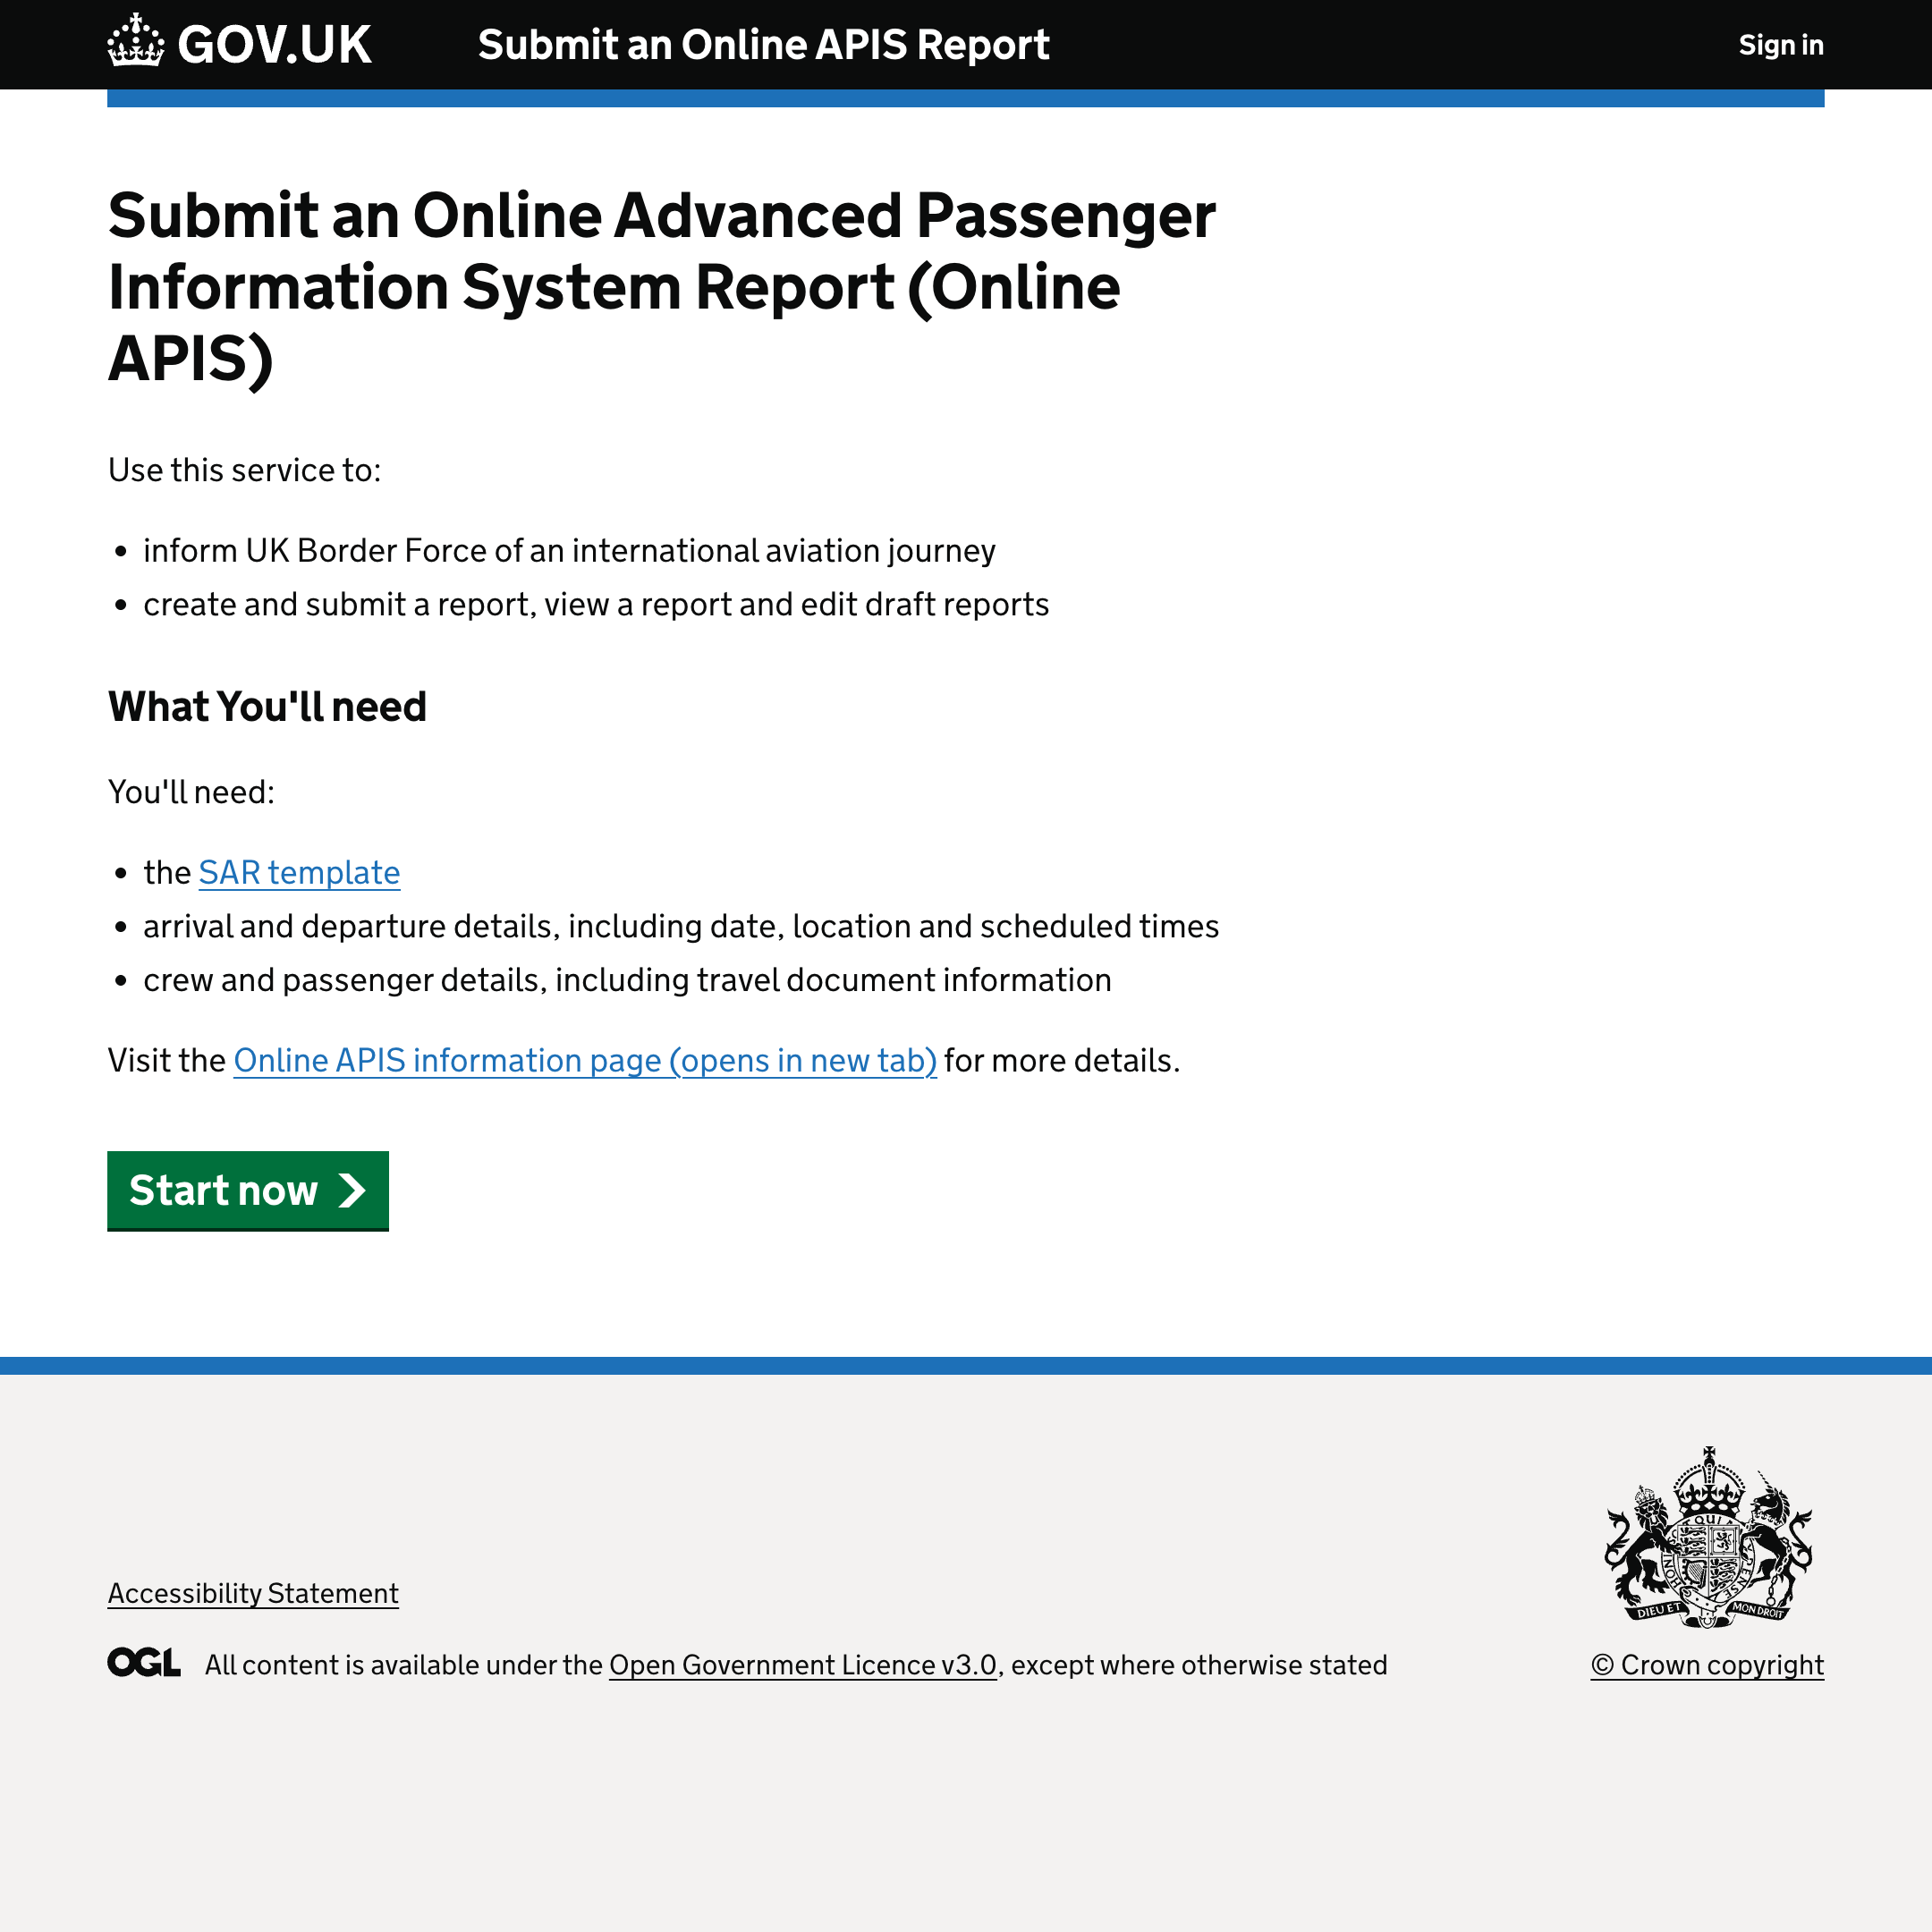 GOV.UK
Submit an Online APIS Report
Sign in
Submit an Online Advanced Passenger
Information System Report (Online
APIS)
Use this service to:
• inform UK Border Force of an international aviation journey
• create and submit a report, view a report and edit draft reports
What You'll need
You'll need:
• the SAR template
• arrival and departure details, including date, location and scheduled times
• crew and passenger details, including travel document information
Visit the Online APIS information page (opens in new tab) for more details.
Start now
DIEU ET MON DROIT
Accessibility Statement
OGL All content is available under the Open Government Licence v3.0, except where otherwise stated
© Crown copyright